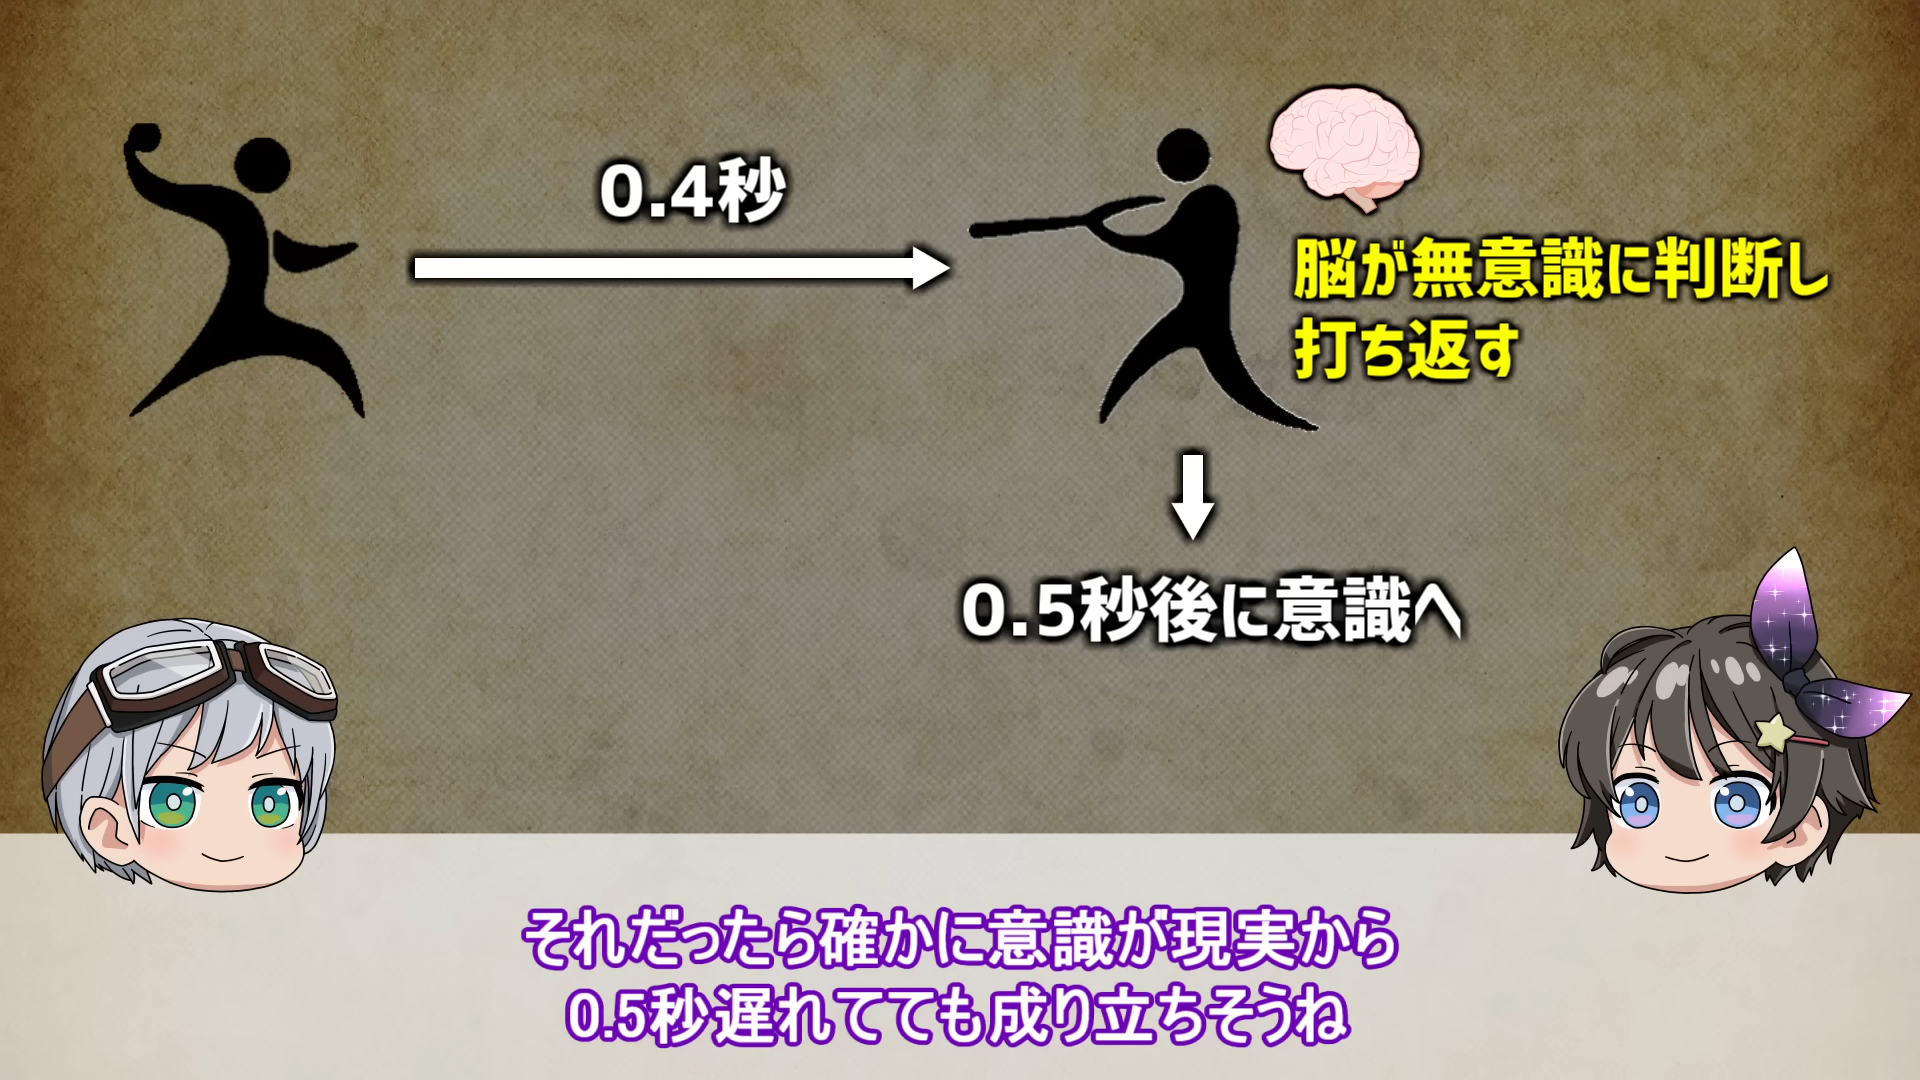 0.4秒
脳が無意識に判断し
打ち返す
0.5秒後に意識へ
それだったら確かに意識が現実から
0.5秒遅れてても成り立ちそうね